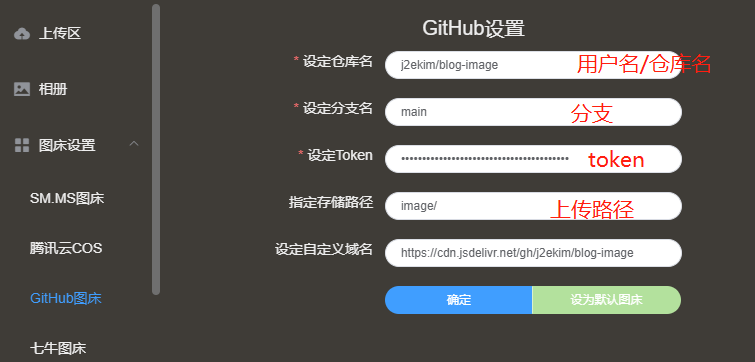 上传区
相册
图床设置
SM.MS图床
腾讯云COS
GitHub图床
七牛图床
GitHub设置
* 设定仓库名 j2ekim/blog-image 用户名/仓库名
* 设定分支名 main 分支
* 设定Token •••••••••••••••••••••••••••••••••••••••• token
指定存储路径 image/ 上传路径
设定自定义域名 https://cdn.jsdelivr.net/gh/j2ekim/blog-image
确定 设为默认图床